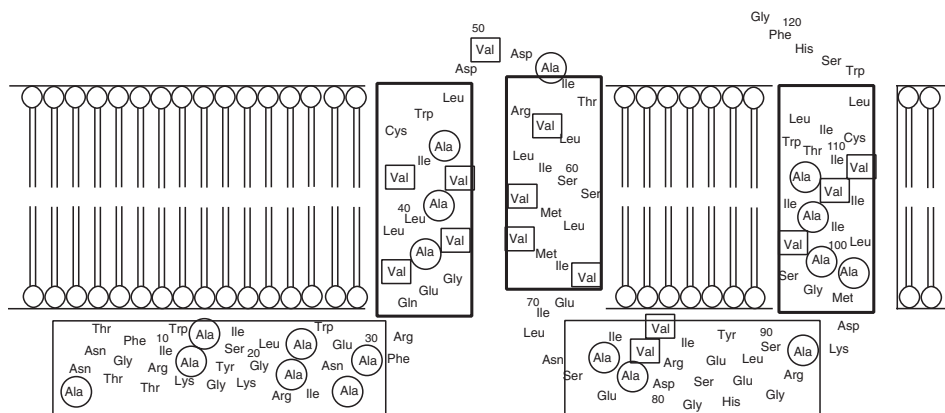 Gly 120
Phe
50
His
Val Asp Ser
Asp Ala Trp
Ile
Leu Thr Leu
Trp Arg Val Leu Ile
Cys Ala Leu Trp Thr 110 Cys
Ile Leu Ile Ile Val
Val Val 60 Ala
Ser Ser Val
40 Ala Val Ile Ile
Leu Met Ala
Leu Val Leu Ile
Val Val Leu
Ala Met 100
Val Gly Ile Val Ala Ala
Glu Ser Gly
Gln Met
70 Glu
Ile Asp
Thr Trp Ala Ile Trp Arg Leu Val Tyr 90
Phe 10 Ser Leu Ala Glu 30 Ile Ile Ser Ala Lys
Asn Ile 20 Val
Gly Ala Tyr Gly Asn Ala Phe Asn Ala Arg Glu Leu
Asn Arg Ala Ser Ala Arg
Thr Lys Lys Asp Glu
Ala Thr Gly Arg Ile Ala Glu 80 Ser Gly
Gly His